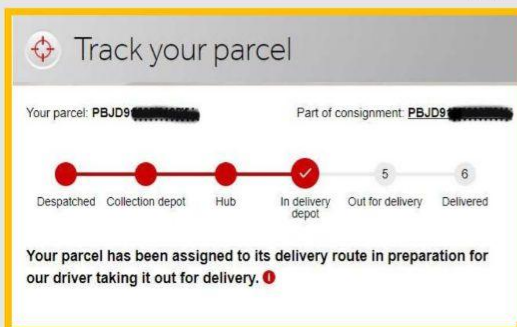 Track your parcel
Your parcel: PBJD9
Part of consignment: PBJD9
5
6
Despatched
Collection depot
Hub
In delivery
depot
Out for delivery
Delivered
Your parcel has been assigned to its delivery route in preparation for
our driver taking it out for delivery.